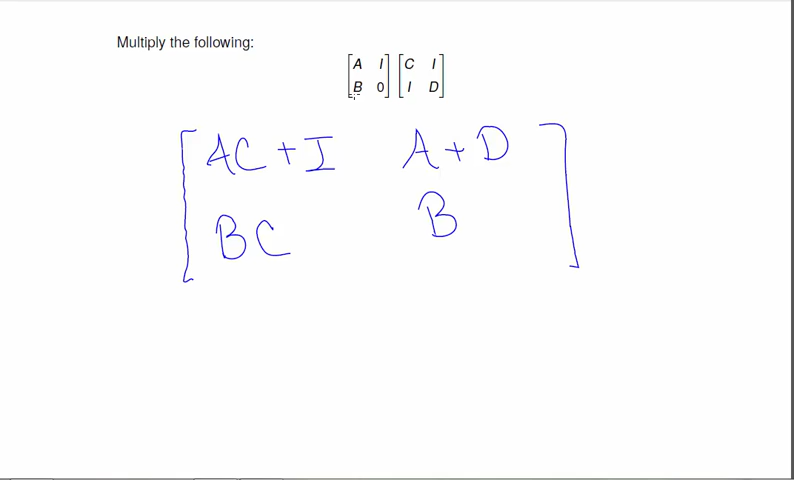 Multiply the following:
[A I] [C I]
[B 0] [I D]
AC + I A + D
BC B